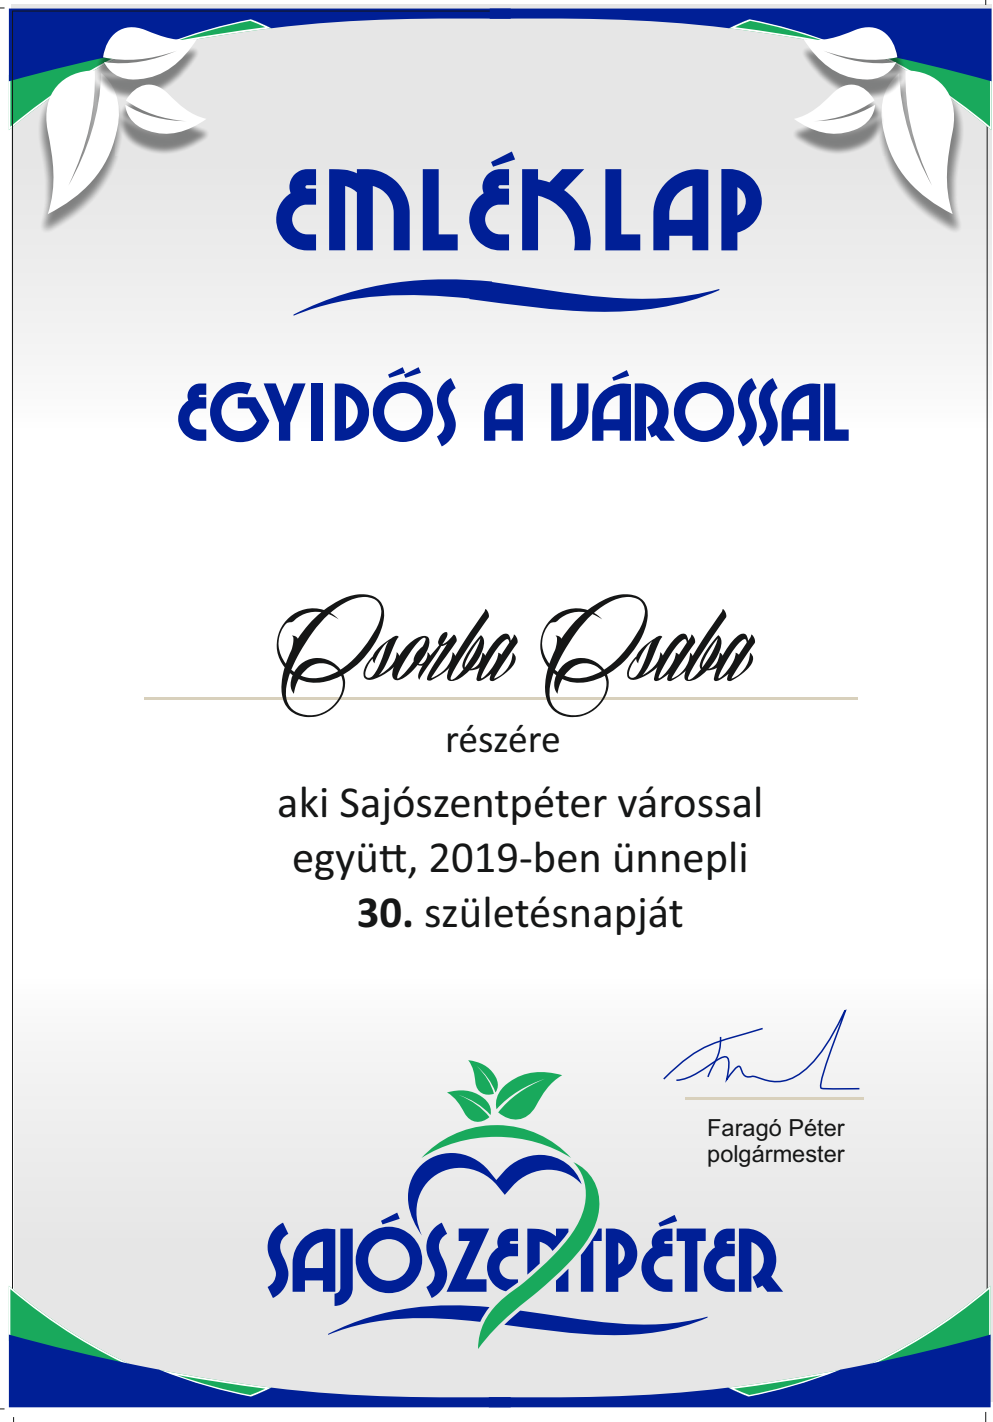 EMLÉKLAP
EGYIDŐS A VÁROSSAL
Csorba Csaba
részére
aki Sajószentpéter várossal
együtt, 2019-ben ünnepli
30. születésnapját
Faragó Péter
polgármester
SAJÓSZENTPÉTER